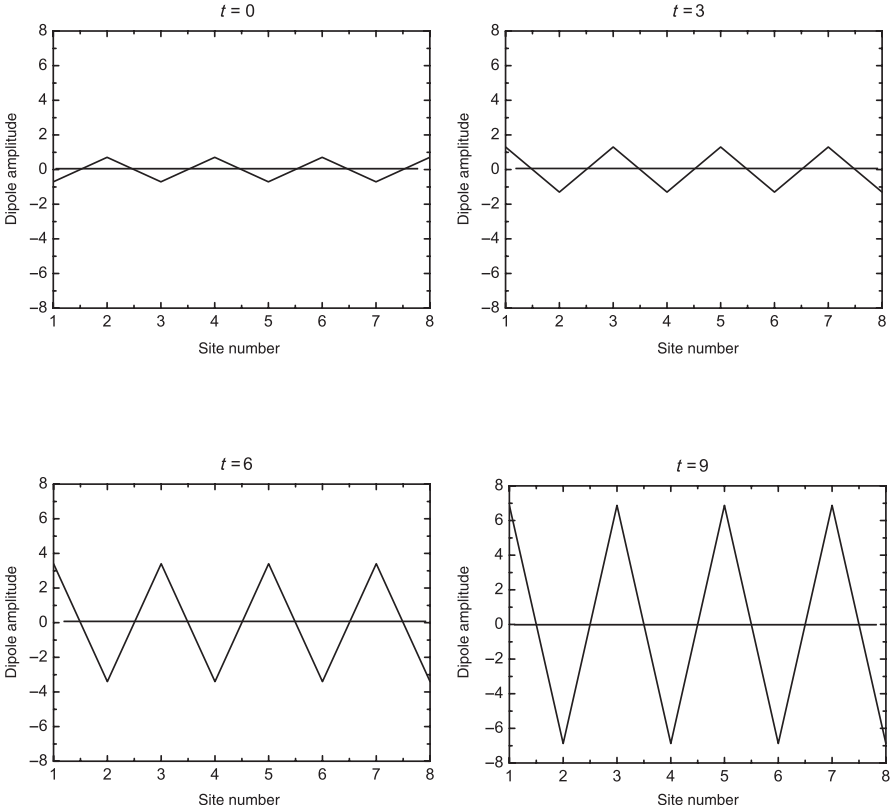 t = 0
8
6
4
2
0
–2
–4
–6
–8
Dipole amplitude
1 2 3 4 5 6 7 8
Site number
t = 3
8
6
4
2
0
–2
–4
–6
–8
Dipole amplitude
1 2 3 4 5 6 7 8
Site number
t = 6
8
6
4
2
0
–2
–4
–6
–8
Dipole amplitude
1 2 3 4 5 6 7 8
Site number
t = 9
8
6
4
2
0
–2
–4
–6
–8
Dipole amplitude
1 2 3 4 5 6 7 8
Site number